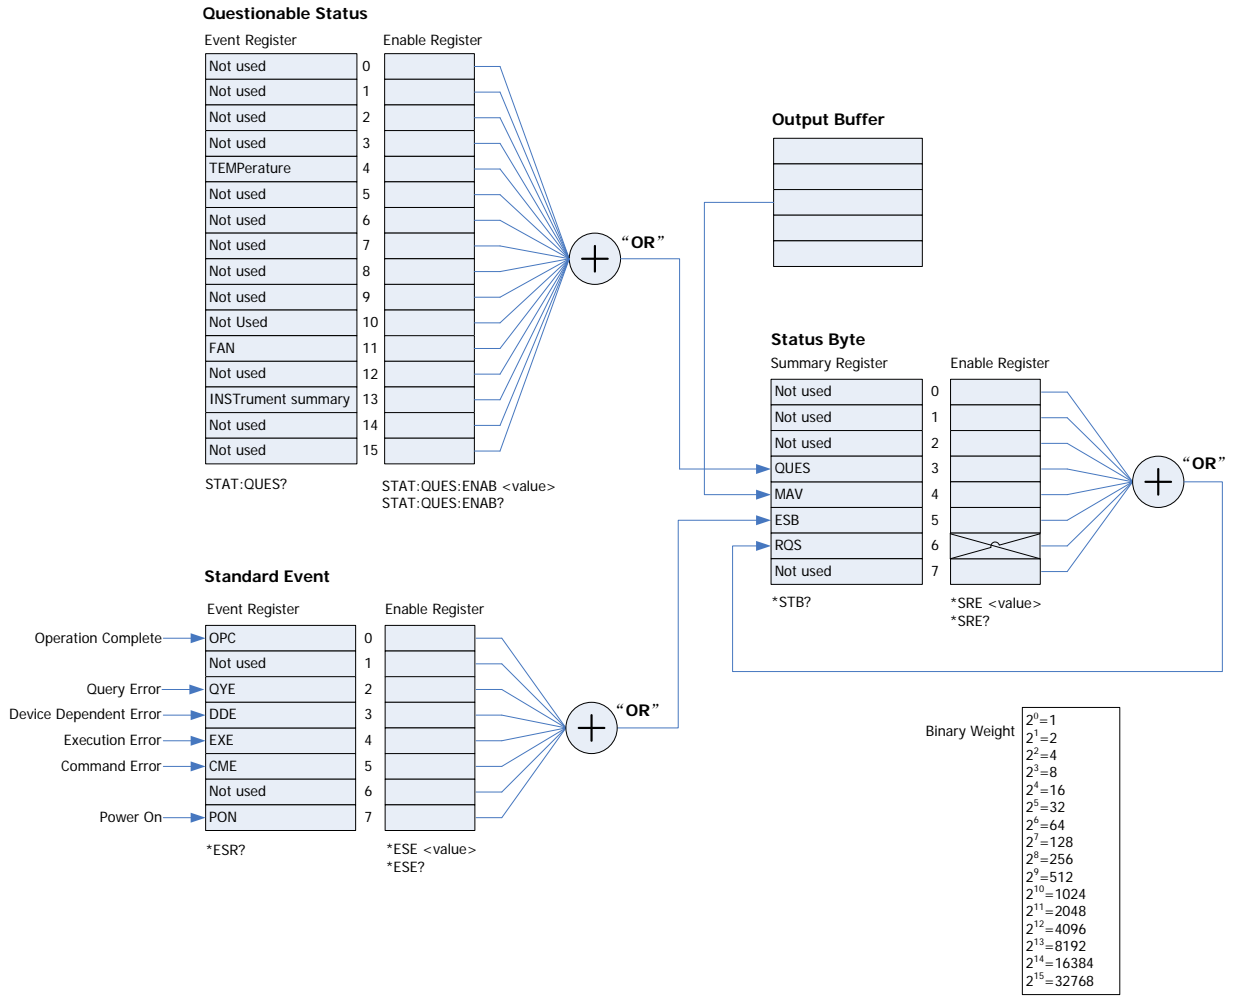 Questionable Status
Event Register
Enable Register
Not used 0
Not used 1
Not used 2
Not used 3
TEMPerature 4
Not used 5
Not used 6
Not used 7
Not used 8
Not used 9
Not Used 10
FAN 11
Not used 12
INSTrument summary 13
Not used 14
Not used 15
STAT:QUES?
STAT:QUES:ENAB <value>
STAT:QUES:ENAB?
“OR”
Output Buffer
Status Byte
Summary Register
Enable Register
Not used 0
Not used 1
Not used 2
QUES 3
MAV 4
ESB 5
RQS 6
Not used 7
*STB?
*SRE <value>
*SRE?
“OR”
Standard Event
Event Register
Enable Register
Operation Complete OPC 0
Not used 1
Query Error QYE 2
Device Dependent Error DDE 3
Execution Error EXE 4
Command Error CME 5
Not used 6
Power On PON 7
*ESR?
*ESE <value>
*ESE?
“OR”
Binary Weight
2⁰=1
2¹=2
2²=4
2³=8
2⁴=16
2⁵=32
2⁶=64
2⁷=128
2⁸=256
2⁹=512
2¹⁰=1024
2¹¹=2048
2¹²=4096
2¹³=8192
2¹⁴=16384
2¹⁵=32768